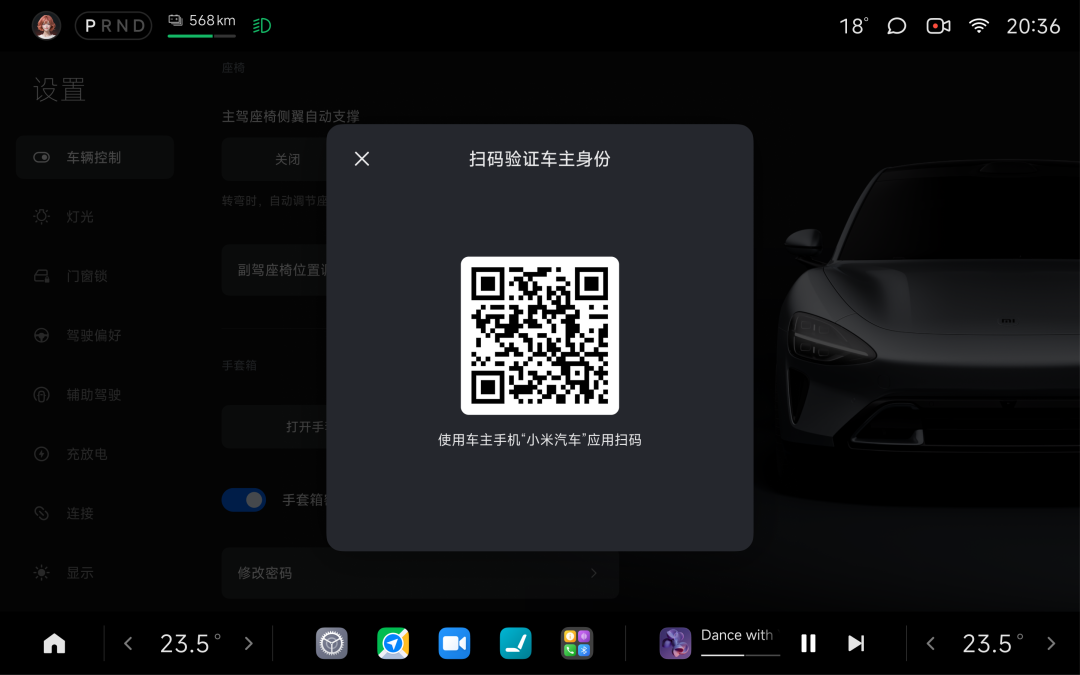 P R N D
568km
18°
20:36
设置
车辆控制
灯光
门窗锁
驾驶偏好
辅助驾驶
充放电
连接
显示
座椅
主驾座椅侧翼自动支撑
关闭
转弯时，自动调节座
副驾座椅位置调
手套箱
打开手
手套箱
修改密码
扫码验证车主身份
使用车主手机“小米汽车”应用扫码
23.5°
Dance with
23.5°